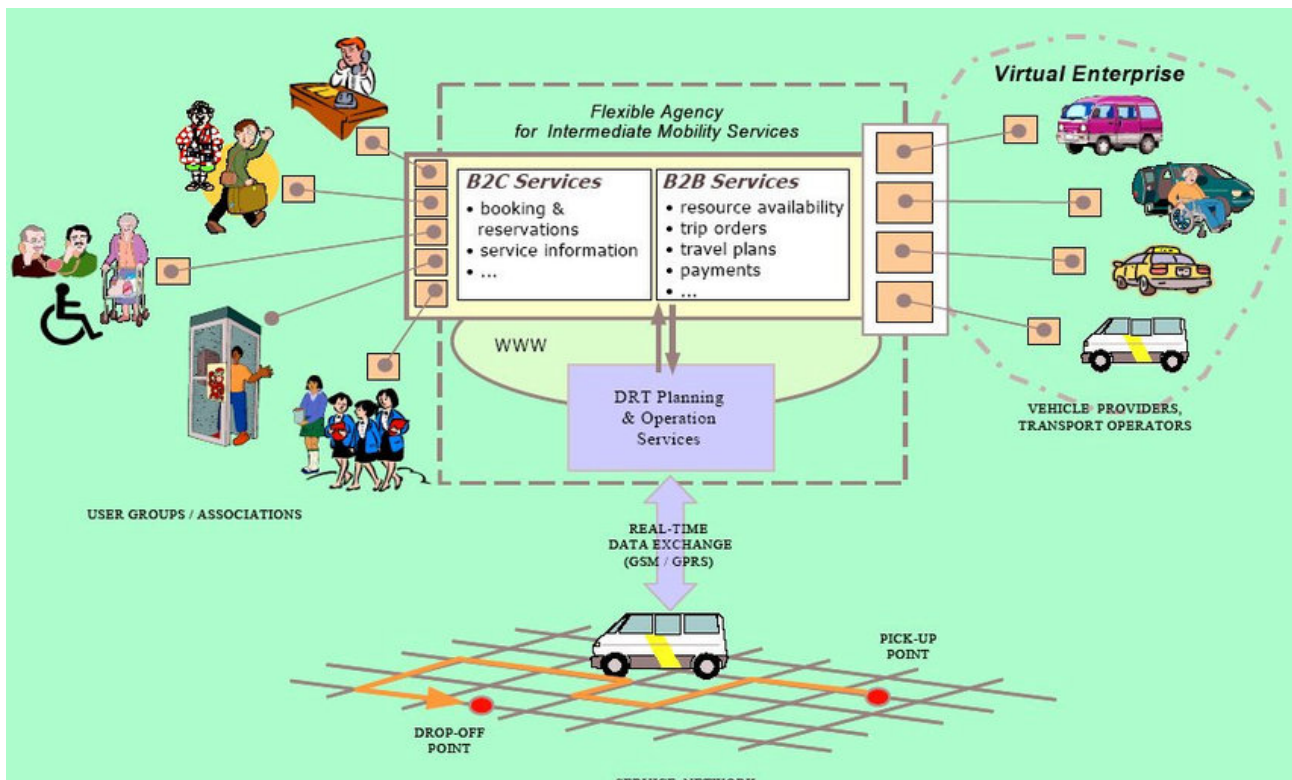 Virtual Enterprise
Flexible Agency
for Intermediate Mobility Services
B2C Services
• booking &
reservations
• service information
• ...
B2B Services
• resource availability
• trip orders
• travel plans
• payments
• ...
WWW
DRT Planning
& Operation
Services
VEHICLE PROVIDERS,
TRANSPORT OPERATORS
USER GROUPS / ASSOCIATIONS
REAL-TIME
DATA EXCHANGE
(GSM / GPRS)
PICK-UP
POINT
DROP-OFF
POINT
SERVICE NETWORK